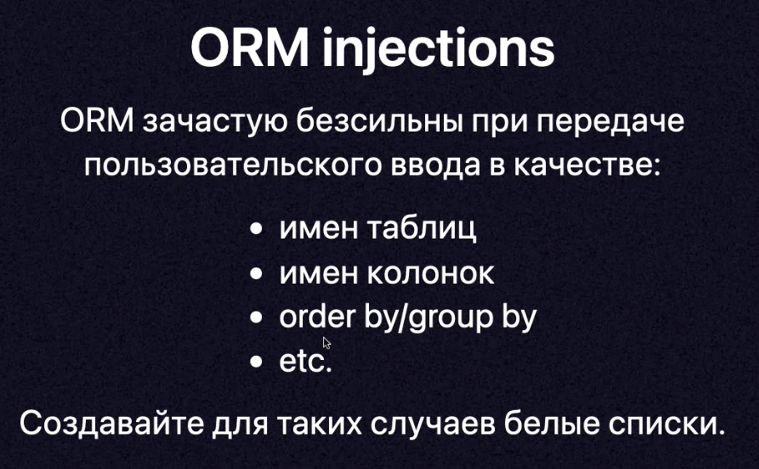 ORM injections
ORM зачастую безсильны при передаче
пользовательского ввода в качестве:
• имен таблиц
• имен колонок
• order by/group by
• etc.
Создавайте для таких случаев белые списки.